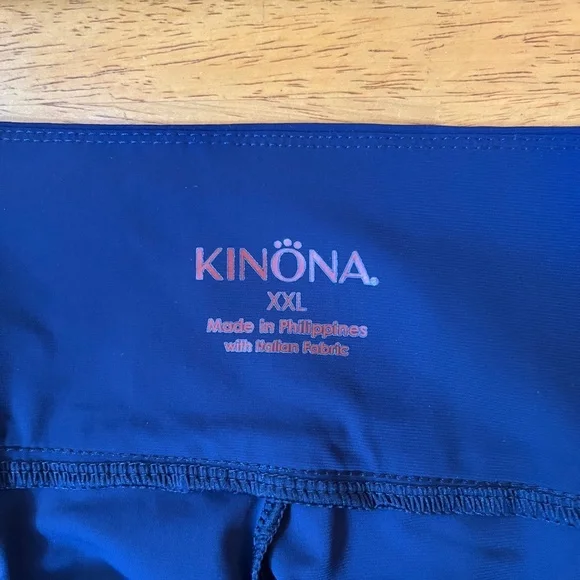 KINÖNA®
XXL
Made in Philippines
with Italian Fabric